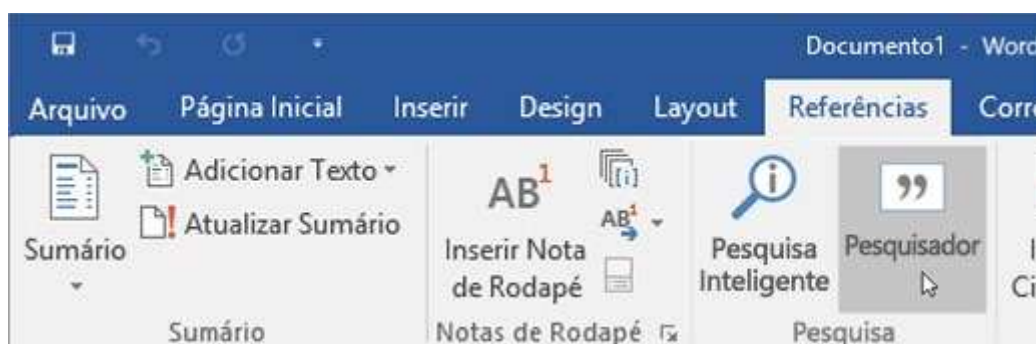 Documento1 - Word
Arquivo Página Inicial Inserir Design Layout Referências
Adicionar Texto
Atualizar Sumário
Sumário
AB1
AB1
[i]
Inserir Nota
de Rodapé
Pesquisa
Inteligente
Pesquisador
Sumário Notas de Rodapé Pesquisa